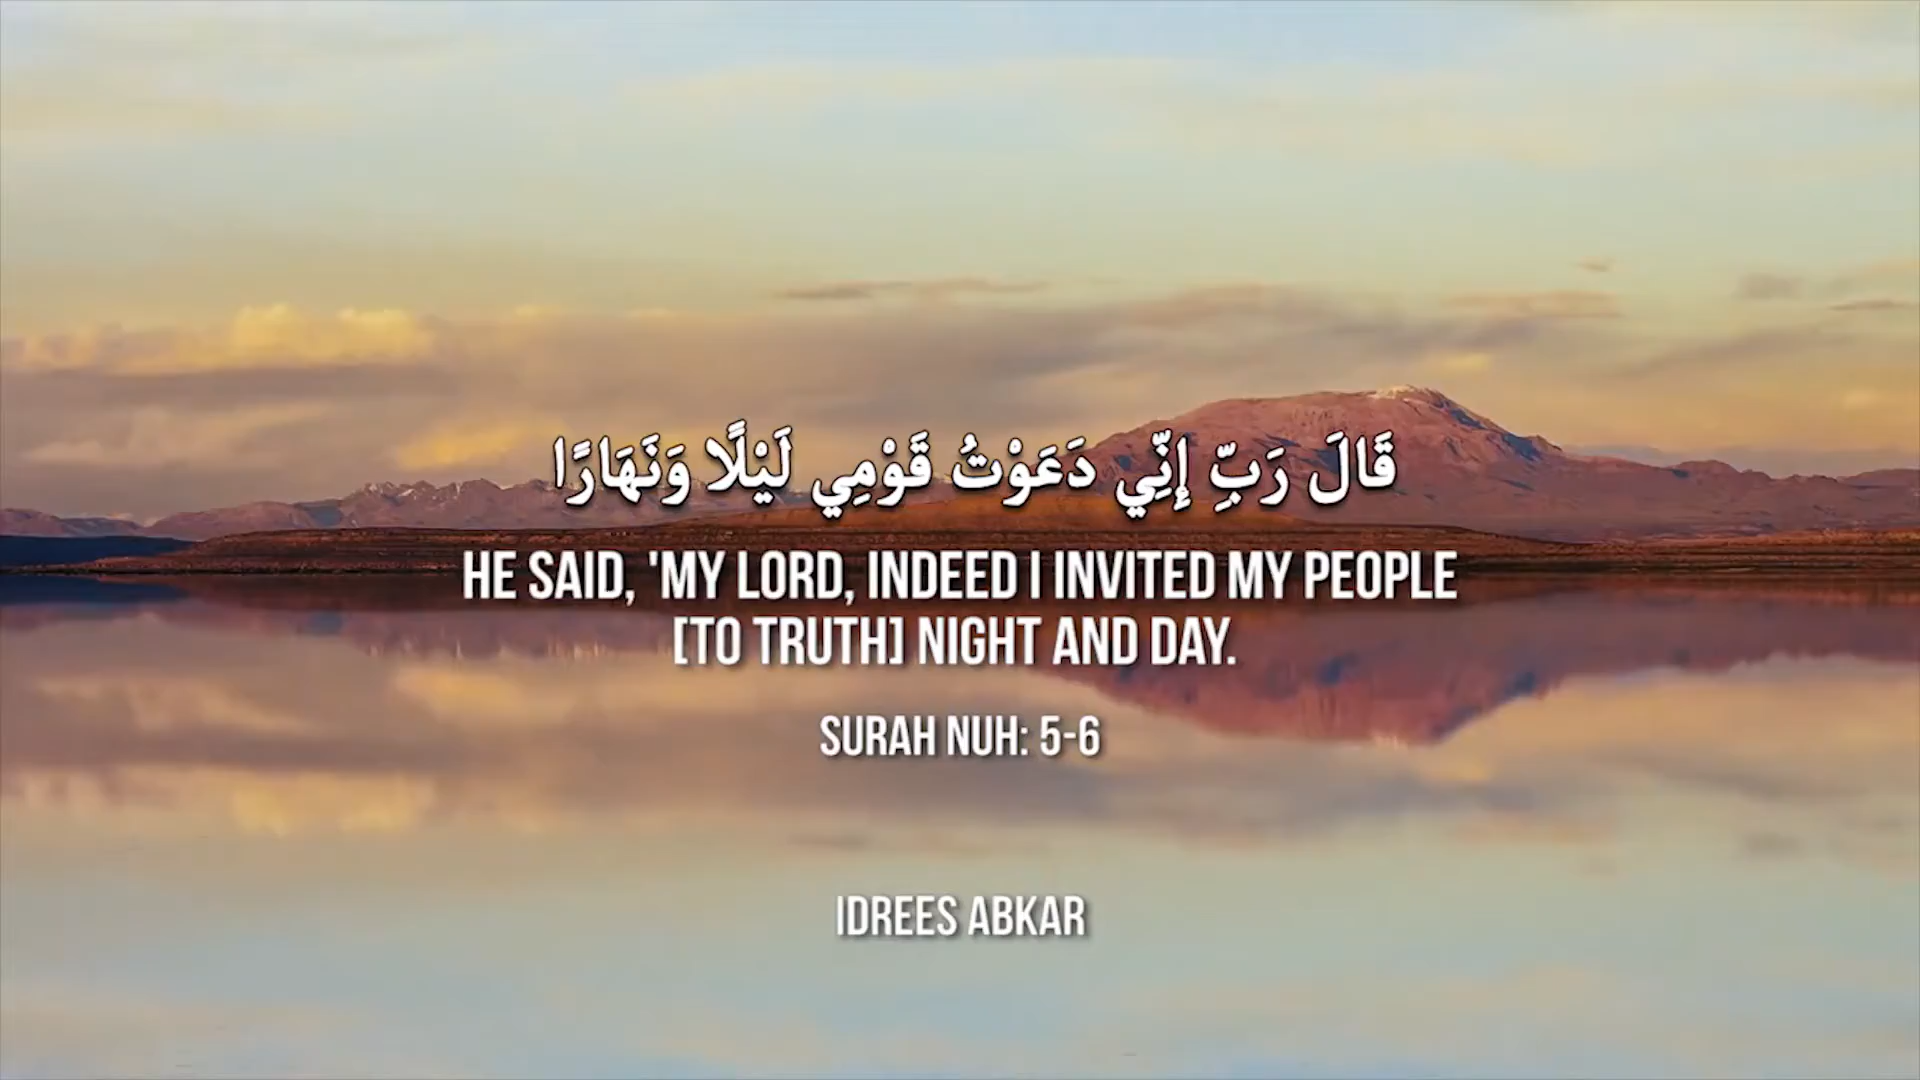 قَالَ رَبِّ إِنِّي دَعَوْتُ قَوْمِي لَيْلًا وَنَهَارًا
HE SAID, 'MY LORD, INDEED I INVITED MY PEOPLE
[TO TRUTH] NIGHT AND DAY.
SURAH NUH: 5-6
IDREES ABKAR